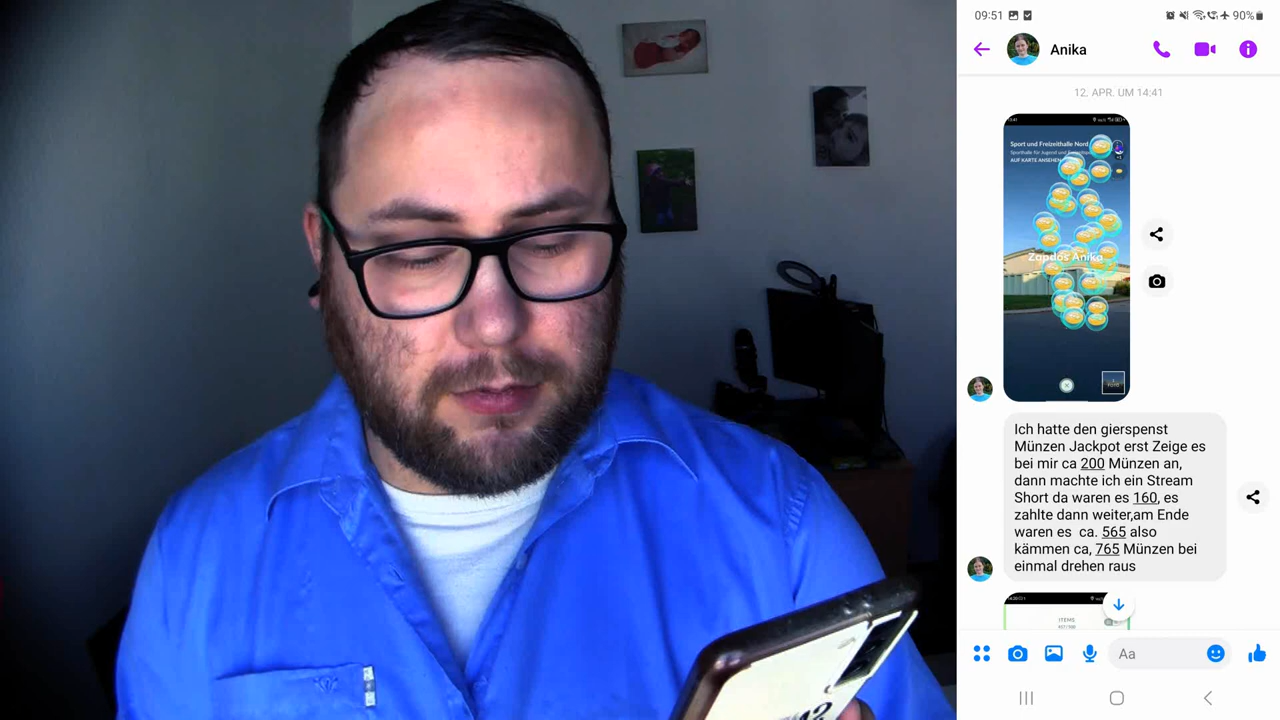 09:51
90%
Anika
12. APR. UM 14:41
Sport und Freizeithalle Nord
AUF KARTE ANSEHEN
Zapdos Anika
Ich hatte den gierspenst
Münzen Jackpot erst Zeige es
bei mir ca 200 Münzen an,
dann machte ich ein Stream
Short da waren es 160, es
zahlte dann weiter,am Ende
waren es ca. 565 also
kämmen ca, 765 Münzen bei
einmal drehen raus
ITEMS
Aa